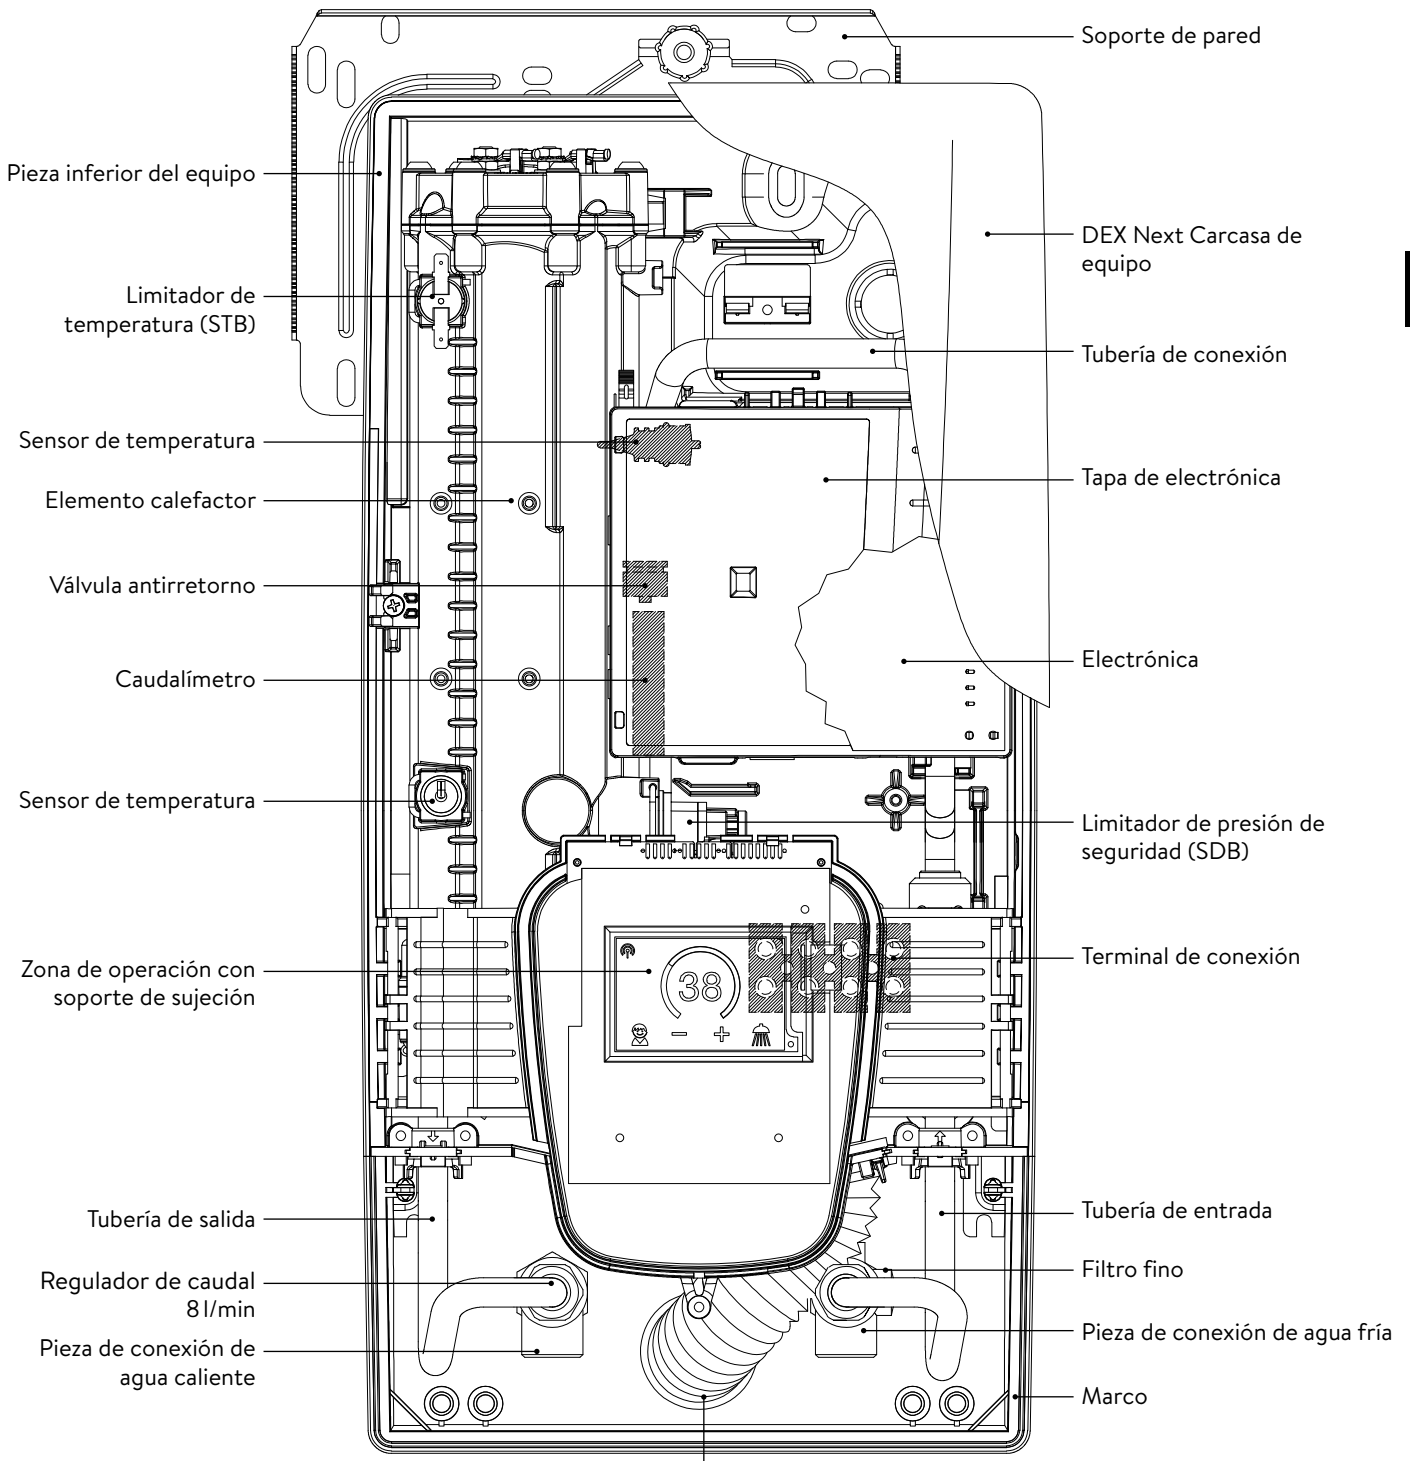 Soporte de pared
Pieza inferior del equipo
DEX Next Carcasa de
equipo
Limitador de
temperatura (STB)
Tubería de conexión
Sensor de temperatura
Tapa de electrónica
Elemento calefactor
Válvula antirretorno
Electrónica
Caudalímetro
Sensor de temperatura
Limitador de presión de
seguridad (SDB)
Terminal de conexión
Zona de operación con
soporte de sujeción
38
− +
Tubería de salida
Tubería de entrada
Filtro fino
Regulador de caudal
8 l/min
Pieza de conexión de agua fría
Pieza de conexión de
agua caliente
Marco